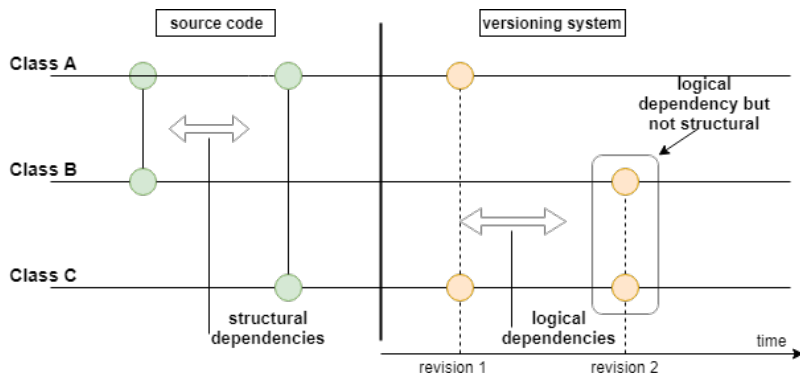 source code
versioning system
Class A
logical
dependency but
not structural
Class B
Class C
structural
dependencies
logical
dependencies
time
revision 1
revision 2